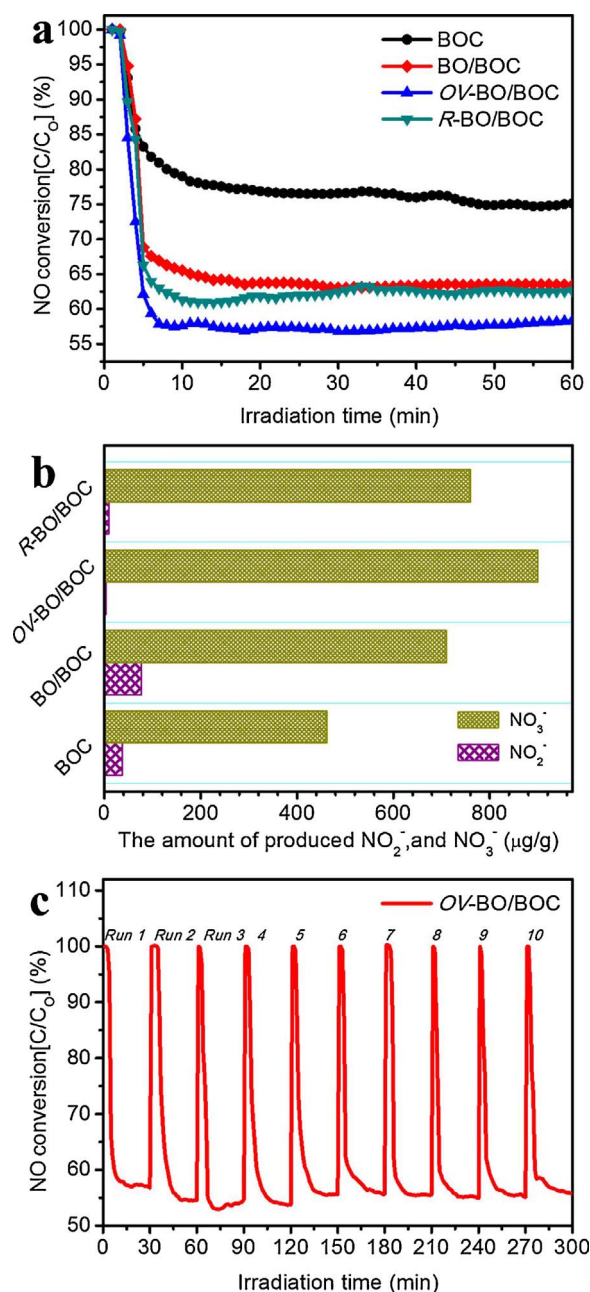 a
BOC
BO/BOC
OV-BO/BOC
R-BO/BOC
NO conversion[C/C₀] (%)
100
95
90
85
80
75
70
65
60
55
0 10 20 30 40 50 60
Irradiation time (min)
b
R-BO/BOC
OV-BO/BOC
BO/BOC
BOC
NO₃⁻
NO₂⁻
0 200 400 600 800
The amount of produced NO₂⁻,and NO₃⁻ (μg/g)
c
OV-BO/BOC
Run 1 Run 2 Run 3 4 5 6 7 8 9 10
NO conversion[C/C₀] (%)
110
100
90
80
70
60
50
0 30 60 90 120 150 180 210 240 270 300
Irradiation time (min)